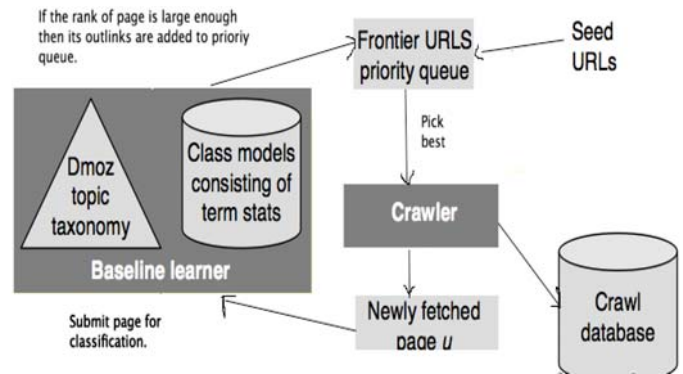 If the rank of page is large enough
then its outlinks are added to prioriy
queue.
Frontier URLS
priority queue
Seed
URLs
Pick
best
Dmoz
topic
taxonomy
Class models
consisting of
term stats
Baseline learner
Crawler
Crawl
database
Newly fetched
page u
Submit page for
classification.